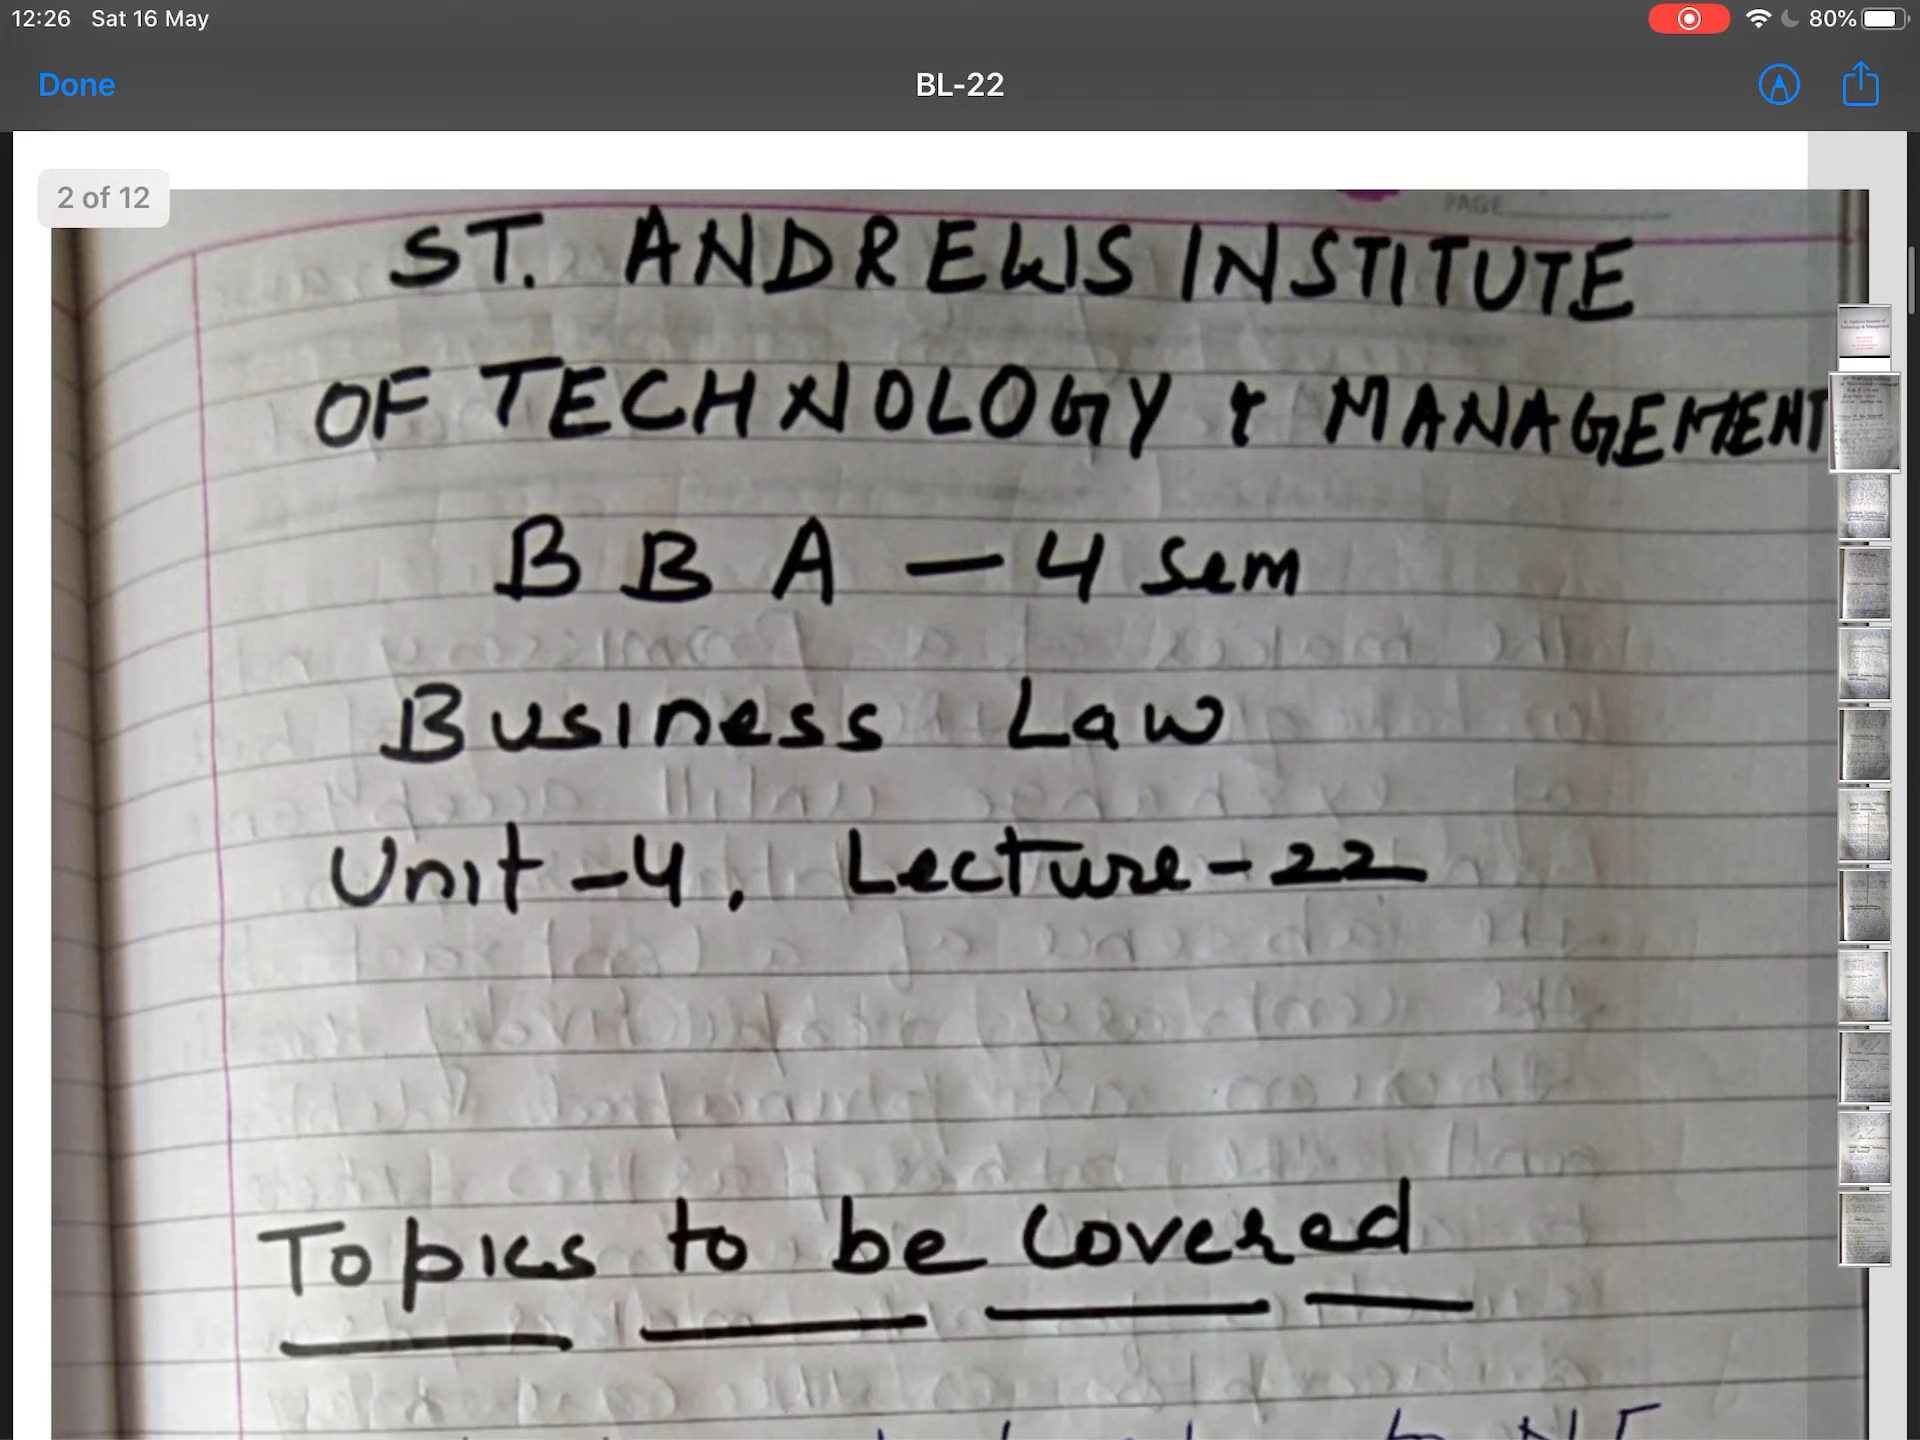 12:26 Sat 16 May
80%
Done
BL-22
2 of 12
PAGE
ST. ANDREWS INSTITUTE
OF TECHNOLOGY & MANAGEMENT
BBA - 4 Sem
Business Law
Unit - 4, Lecture - 22
Topics to be covered